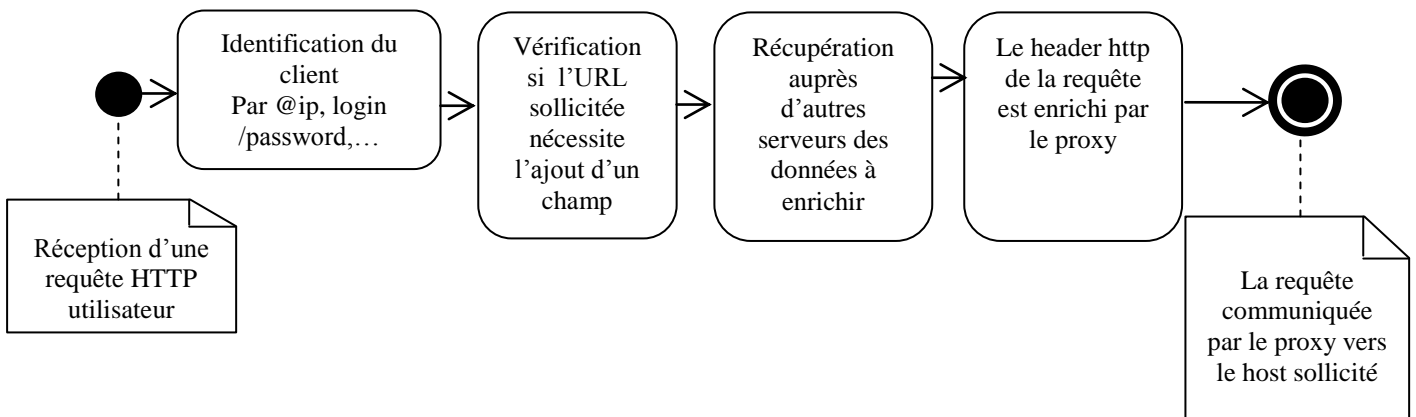 Identification du
client
Par @ip, login
/password,…
Vérification
si l’URL
sollicitée
nécessite
l’ajout d’un
champ
Récupération
auprès
d’autres
serveurs des
données à
enrichir
Le header http
de la requête
est enrichi par
le proxy
Réception d’une
requête HTTP
utilisateur
La requête
communiquée
par le proxy vers
le host sollicité